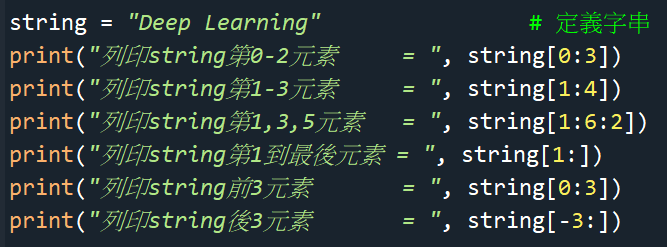 string = "Deep Learning"                # 定義字串
print("列印string第0-2元素     = ", string[0:3])
print("列印string第1-3元素     = ", string[1:4])
print("列印string第1,3,5元素   = ", string[1:6:2])
print("列印string第1到最後元素 = ", string[1:])
print("列印string前3元素       = ", string[0:3])
print("列印string後3元素       = ", string[-3:])